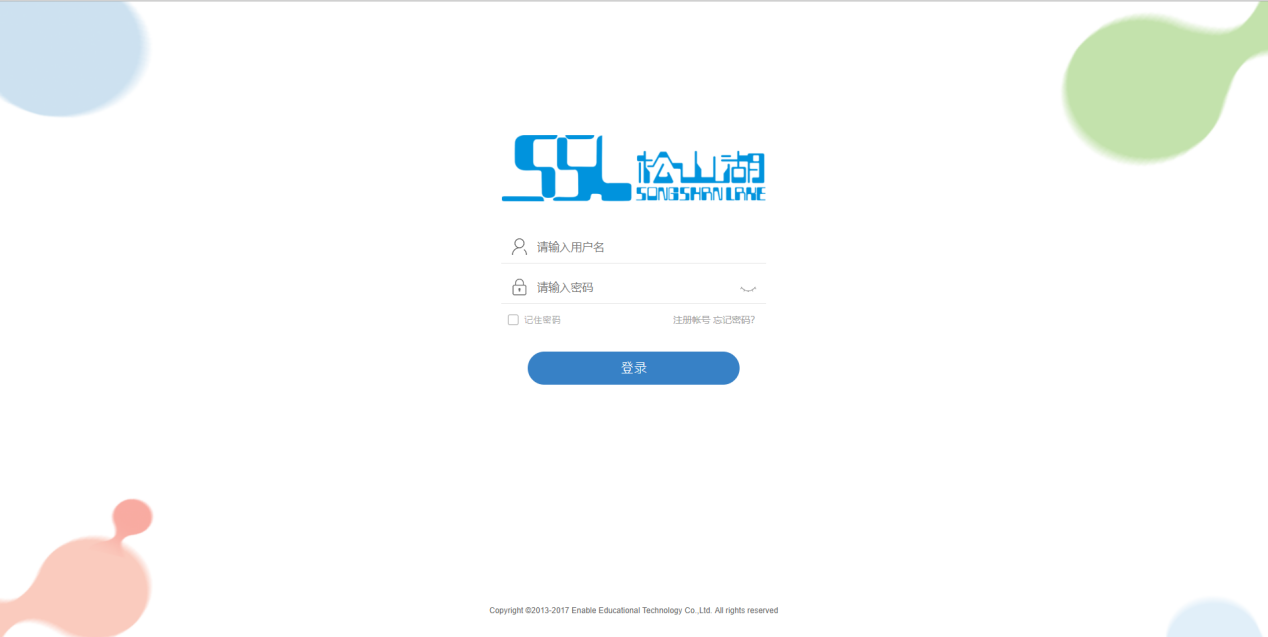 SSL 松山湖
SONGSHAN LAKE
请输入用户名
请输入密码
记住密码 注册帐号 忘记密码?
登录
Copyright ©2013-2017 Enable Educational Technology Co.,Ltd. All rights reserved